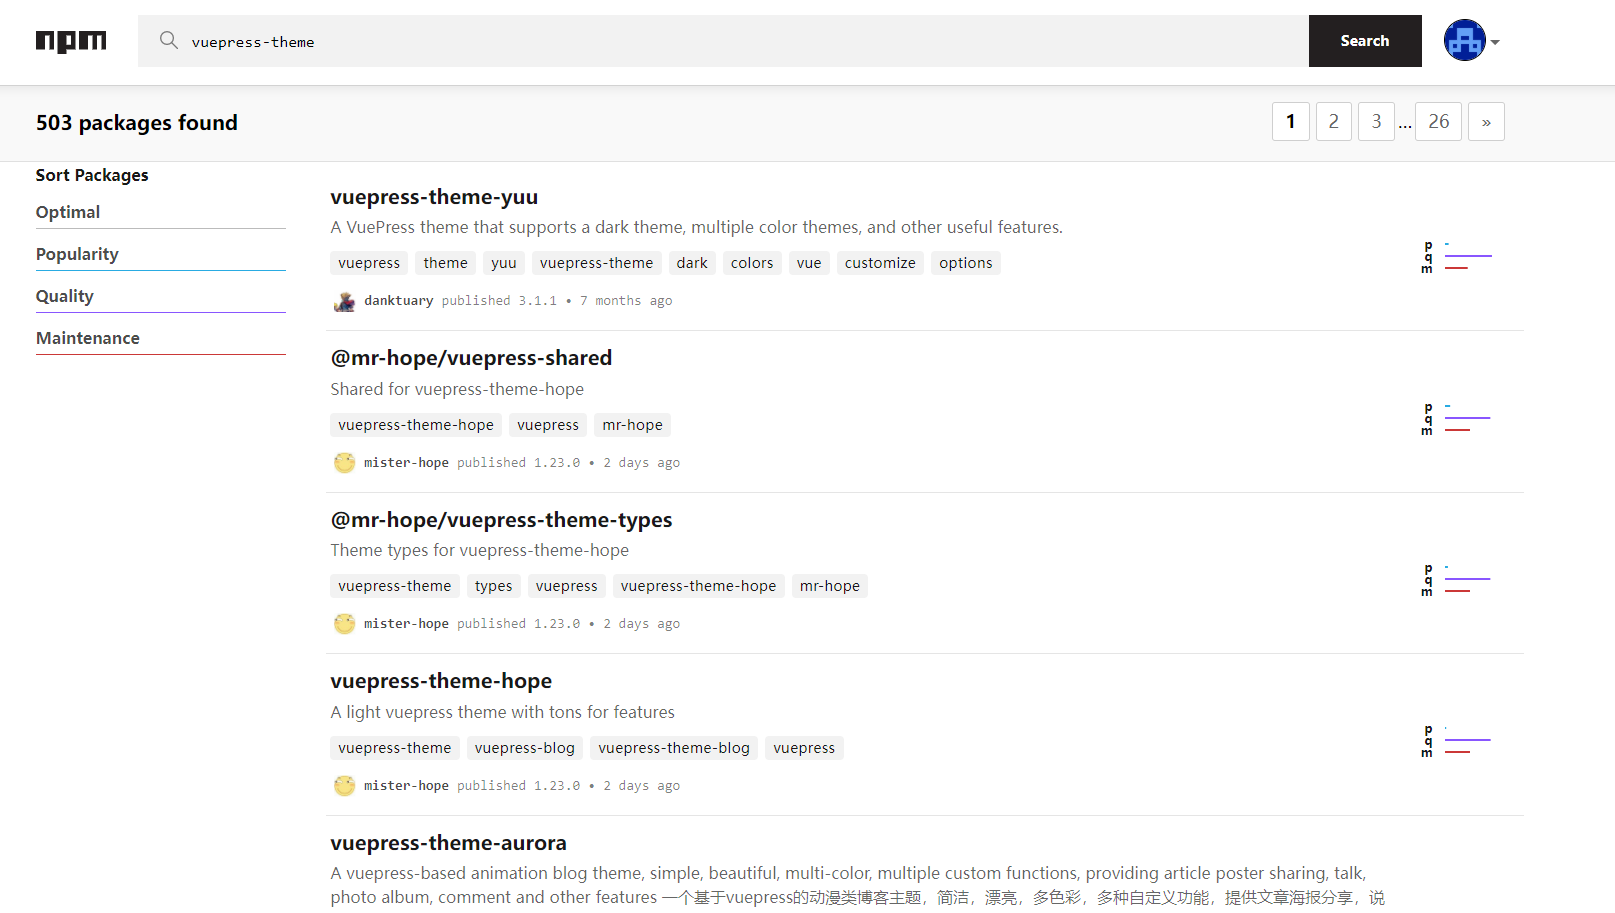 npm
vuepress-theme
Search
503 packages found
1 2 3 ... 26 »
Sort Packages
Optimal
Popularity
Quality
Maintenance
vuepress-theme-yuu
A VuePress theme that supports a dark theme, multiple color themes, and other useful features.
vuepress theme yuu vuepress-theme dark colors vue customize options
danktuary published 3.1.1 • 7 months ago
p
q
m
@mr-hope/vuepress-shared
Shared for vuepress-theme-hope
vuepress-theme-hope vuepress mr-hope
mister-hope published 1.23.0 • 2 days ago
p
q
m
@mr-hope/vuepress-theme-types
Theme types for vuepress-theme-hope
vuepress-theme types vuepress vuepress-theme-hope mr-hope
mister-hope published 1.23.0 • 2 days ago
p
q
m
vuepress-theme-hope
A light vuepress theme with tons for features
vuepress-theme vuepress-blog vuepress-theme-blog vuepress
mister-hope published 1.23.0 • 2 days ago
p
q
m
vuepress-theme-aurora
A vuepress-based animation blog theme, simple, beautiful, multi-color, multiple custom functions, providing article poster sharing, talk,
photo album, comment and other features 一个基于vuepress的动漫类博客主题，简洁，漂亮，多色彩，多种自定义功能，提供文章海报分享，说